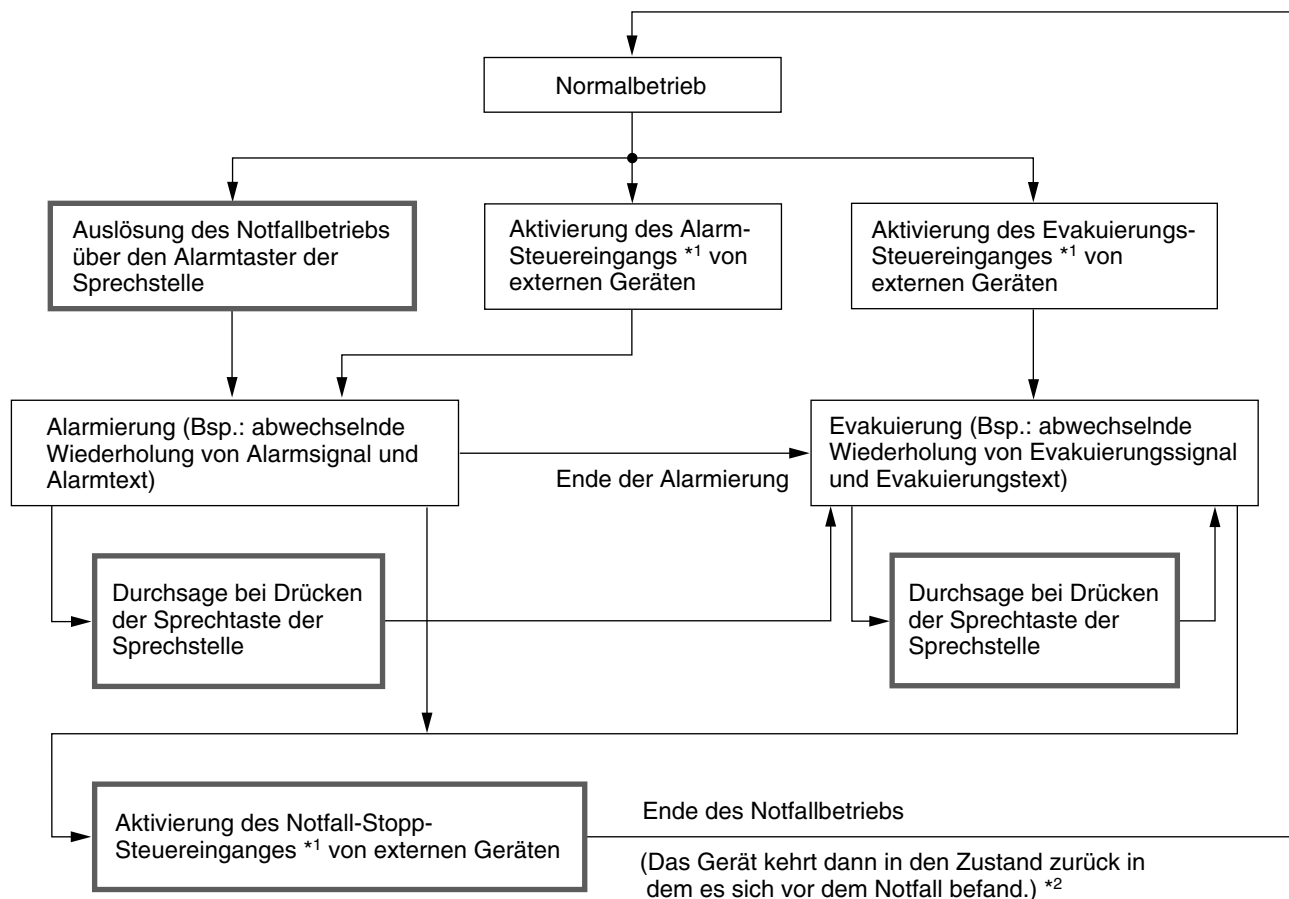 Normalbetrieb
Auslösung des Notfallbetriebs
über den Alarmtaster der
Sprechstelle
Aktivierung des Alarm-
Steuereingangs *1 von
externen Geräten
Aktivierung des Evakuierungs-
Steuereinganges *1 von
externen Geräten
Alarmierung (Bsp.: abwechselnde
Wiederholung von Alarmsignal und
Alarmtext)
Ende der Alarmierung
Evakuierung (Bsp.: abwechselnde
Wiederholung von Evakuierungssignal
und Evakuierungstext)
Durchsage bei Drücken
der Sprechtaste der
Sprechstelle
Durchsage bei Drücken
der Sprechtaste der
Sprechstelle
Aktivierung des Notfall-Stopp-
Steuereinganges *1 von externen Geräten
Ende des Notfallbetriebs
(Das Gerät kehrt dann in den Zustand zurück in
dem es sich vor dem Notfall befand.) *2